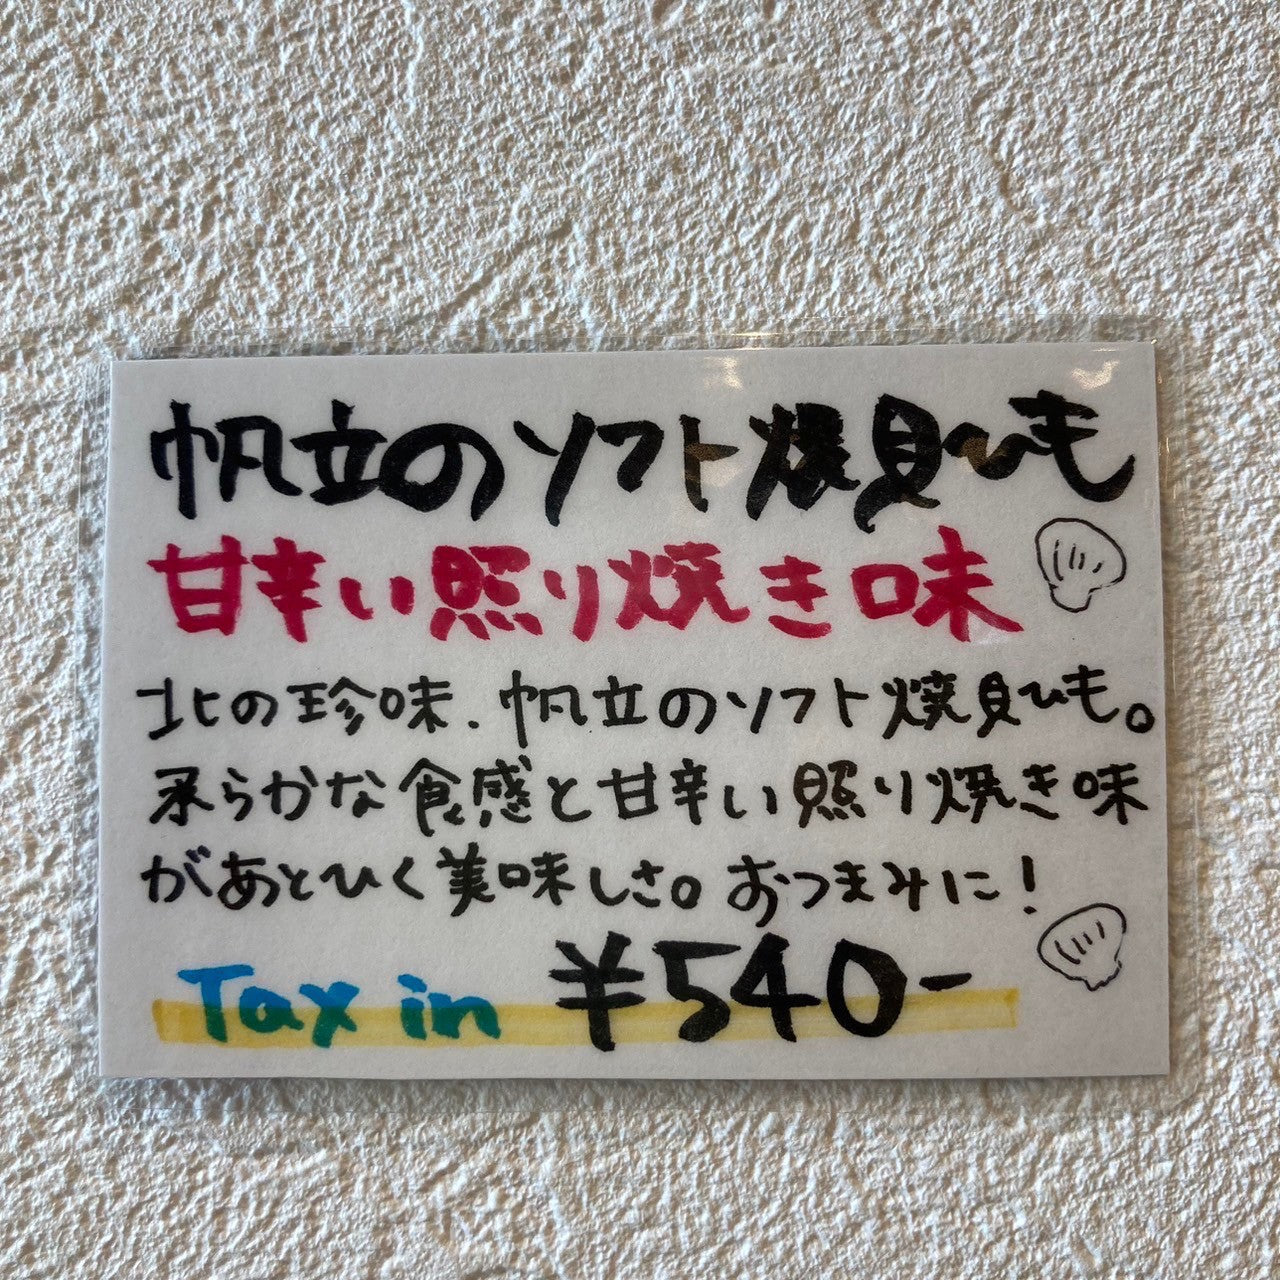 帆立のソフト焼貝ひも
甘辛い照り焼き味
北の珍味、帆立のソフト焼貝ひも。
柔らかな食感と甘辛い照り焼き味
があとひく美味しさ。おつまみに!
Tax in ¥540-